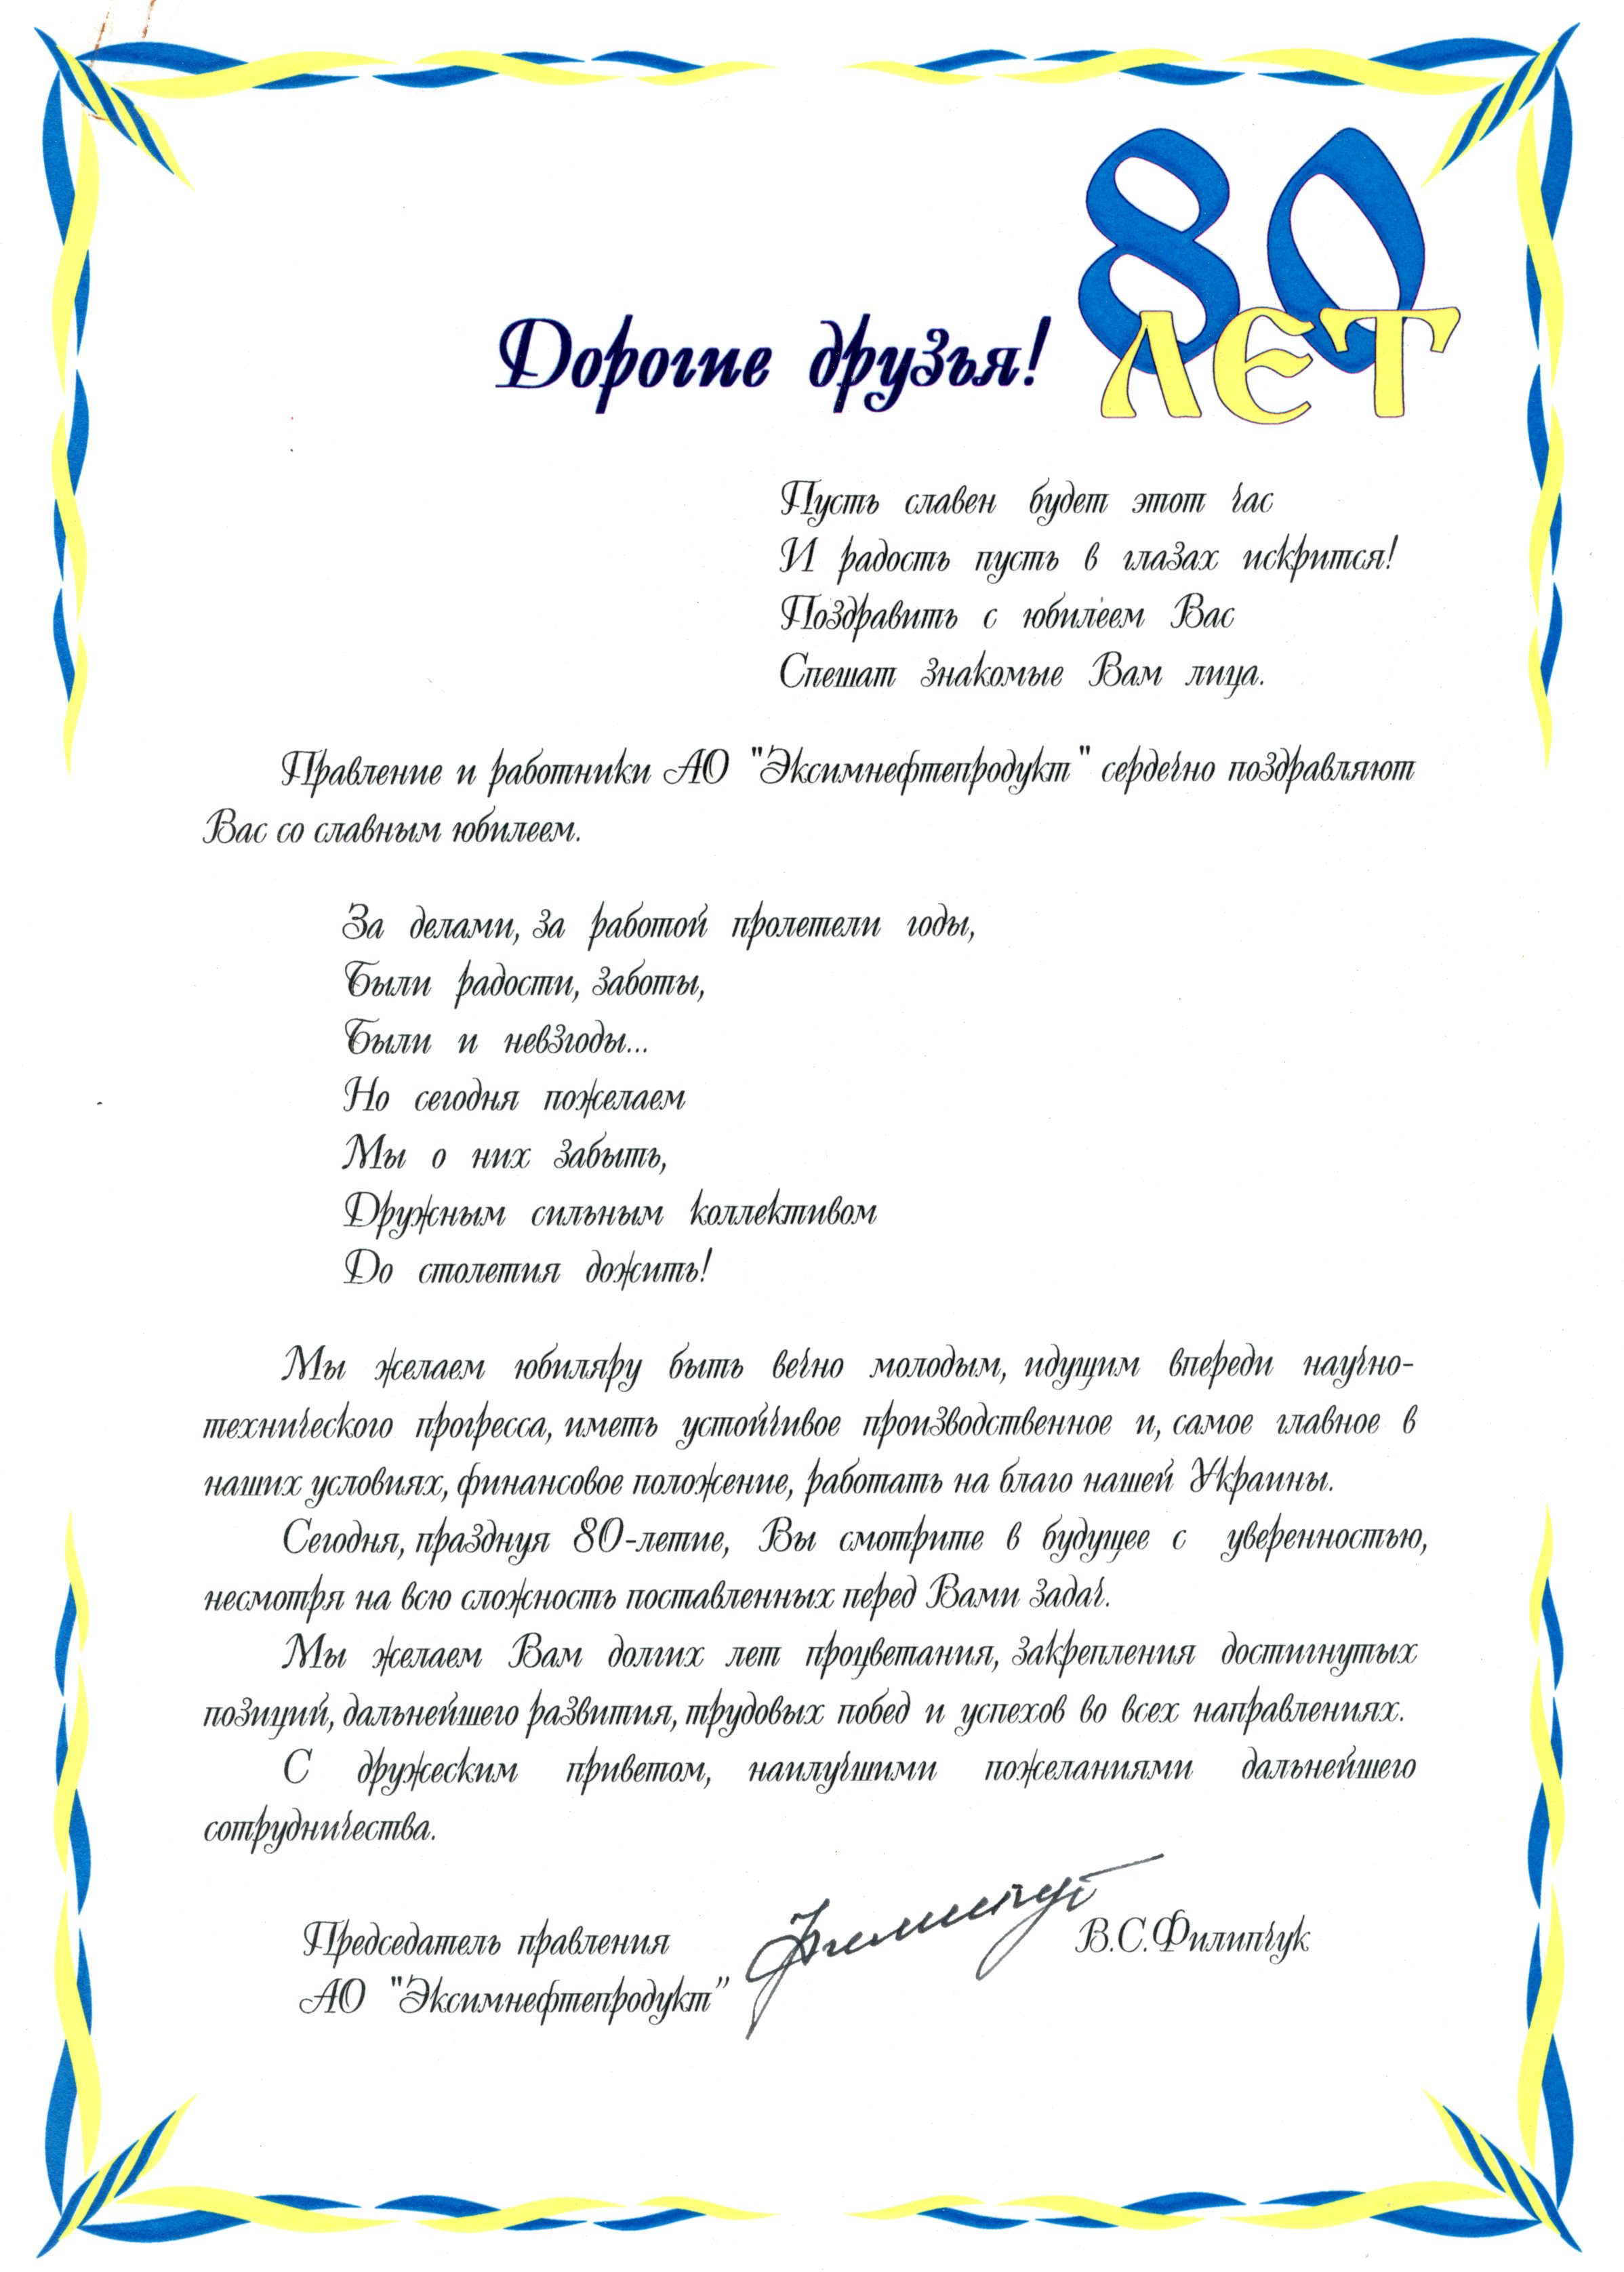 80
ЛЕТ
Дорогие друзья!
Пусть славен будет этот час
И радость пусть в глазах искрится!
Поздравить с юбилеем Вас
Спешат знакомые Вам лица.
Правление и работники АО "Эксимнефтепродукт" сердечно поздравляют
Вас со славным юбилеем.
За делами, за работой пролетели годы,
Были радости, заботы,
Были и невзгоды...
Но сегодня пожелаем
Мы о них забыть,
Дружным сильным коллективом
До столетия дожить!
Мы желаем юбиляру быть вечно молодым, идущим впереди научно-
технического прогресса, иметь устойчивое производственное и, самое главное в
наших условиях, финансовое положение, работать на благо нашей Украины.
Сегодня, празднуя 80-летие, Вы смотрите в будущее с уверенностью,
несмотря на всю сложность поставленных перед Вами задач.
Мы желаем Вам долгих лет процветания, закрепления достигнутых
позиций, дальнейшего развития, трудовых побед и успехов во всех направлениях.
С дружеским приветом, наилучшими пожеланиями дальнейшего
сотрудничества.
Председатель правления
АО "Эксимнефтепродукт"
В.С.Филипчук